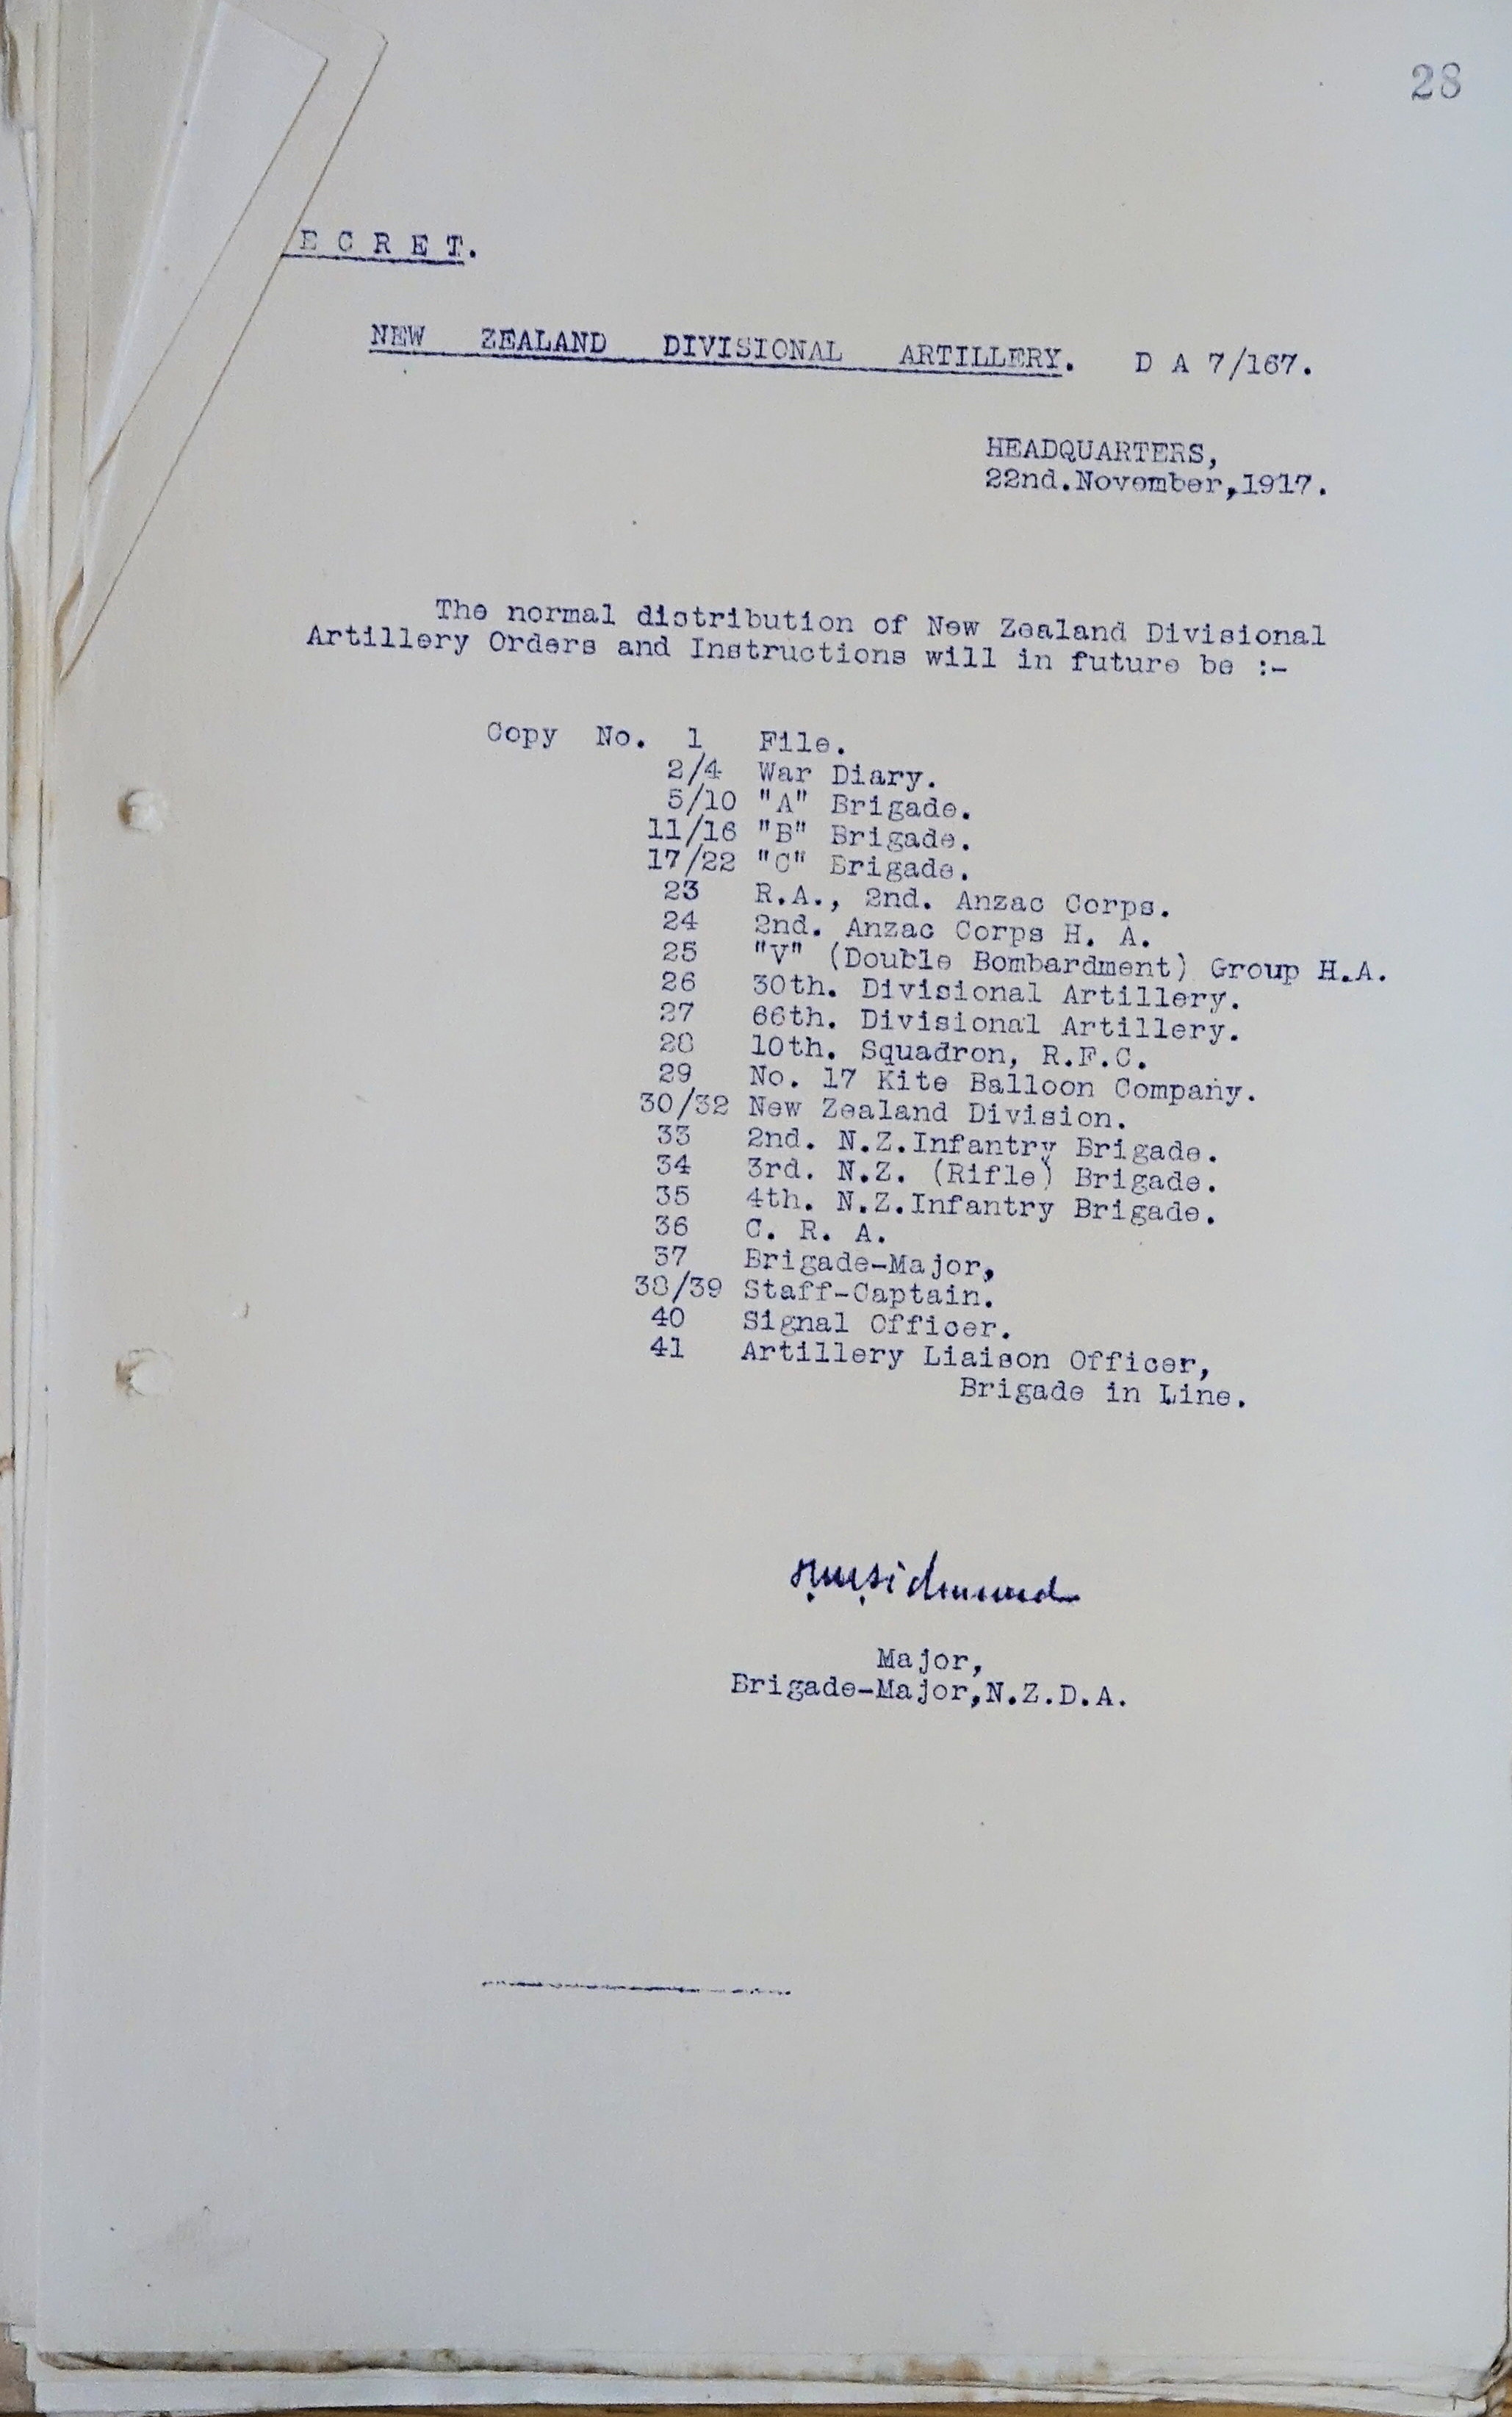 28
ECRET.
NEW ZEALAND DIVISIONAL ARTILLERY. D A 7/167.
HEADQUARTERS,
22nd.November,1917.
The normal distribution of New Zealand Divisional
Artillery Orders and Instructions will in future be :-
Copy No. 1 File.
2/4 War Diary.
5/10 "A" Brigade.
11/16 "B" Brigade.
17/22 "C" Brigade.
23 R.A., 2nd. Anzac Corps.
24 2nd. Anzac Corps H. A.
25 "V" (Double Bombardment) Group H.A.
26 30th. Divisional Artillery.
27 66th. Divisional Artillery.
28 10th. Squadron, R.F.C.
29 No. 17 Kite Balloon Company.
30/32 New Zealand Division.
33 2nd. N.Z.Infantry Brigade.
34 3rd. N.Z. (Rifle) Brigade.
35 4th. N.Z.Infantry Brigade.
36 C. R. A.
37 Brigade-Major,
38/39 Staff-Captain.
40 Signal Officer.
41 Artillery Liaison Officer,
Brigade in Line.
Major,
Brigade-Major,N.Z.D.A.